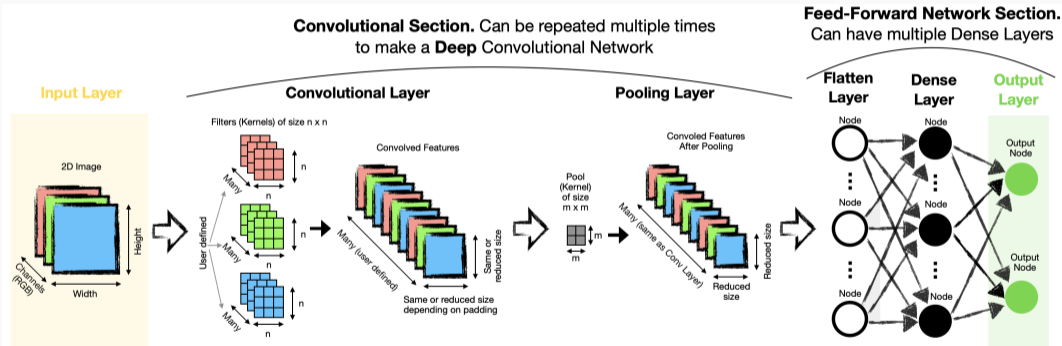 Convolutional Section. Can be repeated multiple times
to make a Deep Convolutional Network
Feed-Forward Network Section.
Can have multiple Dense Layers
Input Layer
Convolutional Layer
Pooling Layer
Flatten
Layer
Dense
Layer
Output
Layer
2D Image
Height
Width
Channels
(RGB)
Filters (Kernels) of size n x n
User defined
Many
n
n
Many
n
n
Many
n
n
Convolved Features
Many (user defined)
Same or
reduced size
Same or reduced size
depending on padding
Pool
(Kernel)
of size
m x m
m
m
Convoled Features
After Pooling
Many (same as Conv Layer)
Reduced size
Reduced
size
Node
Node
Node
Node
Node
Node
Output
Node
Output
Node